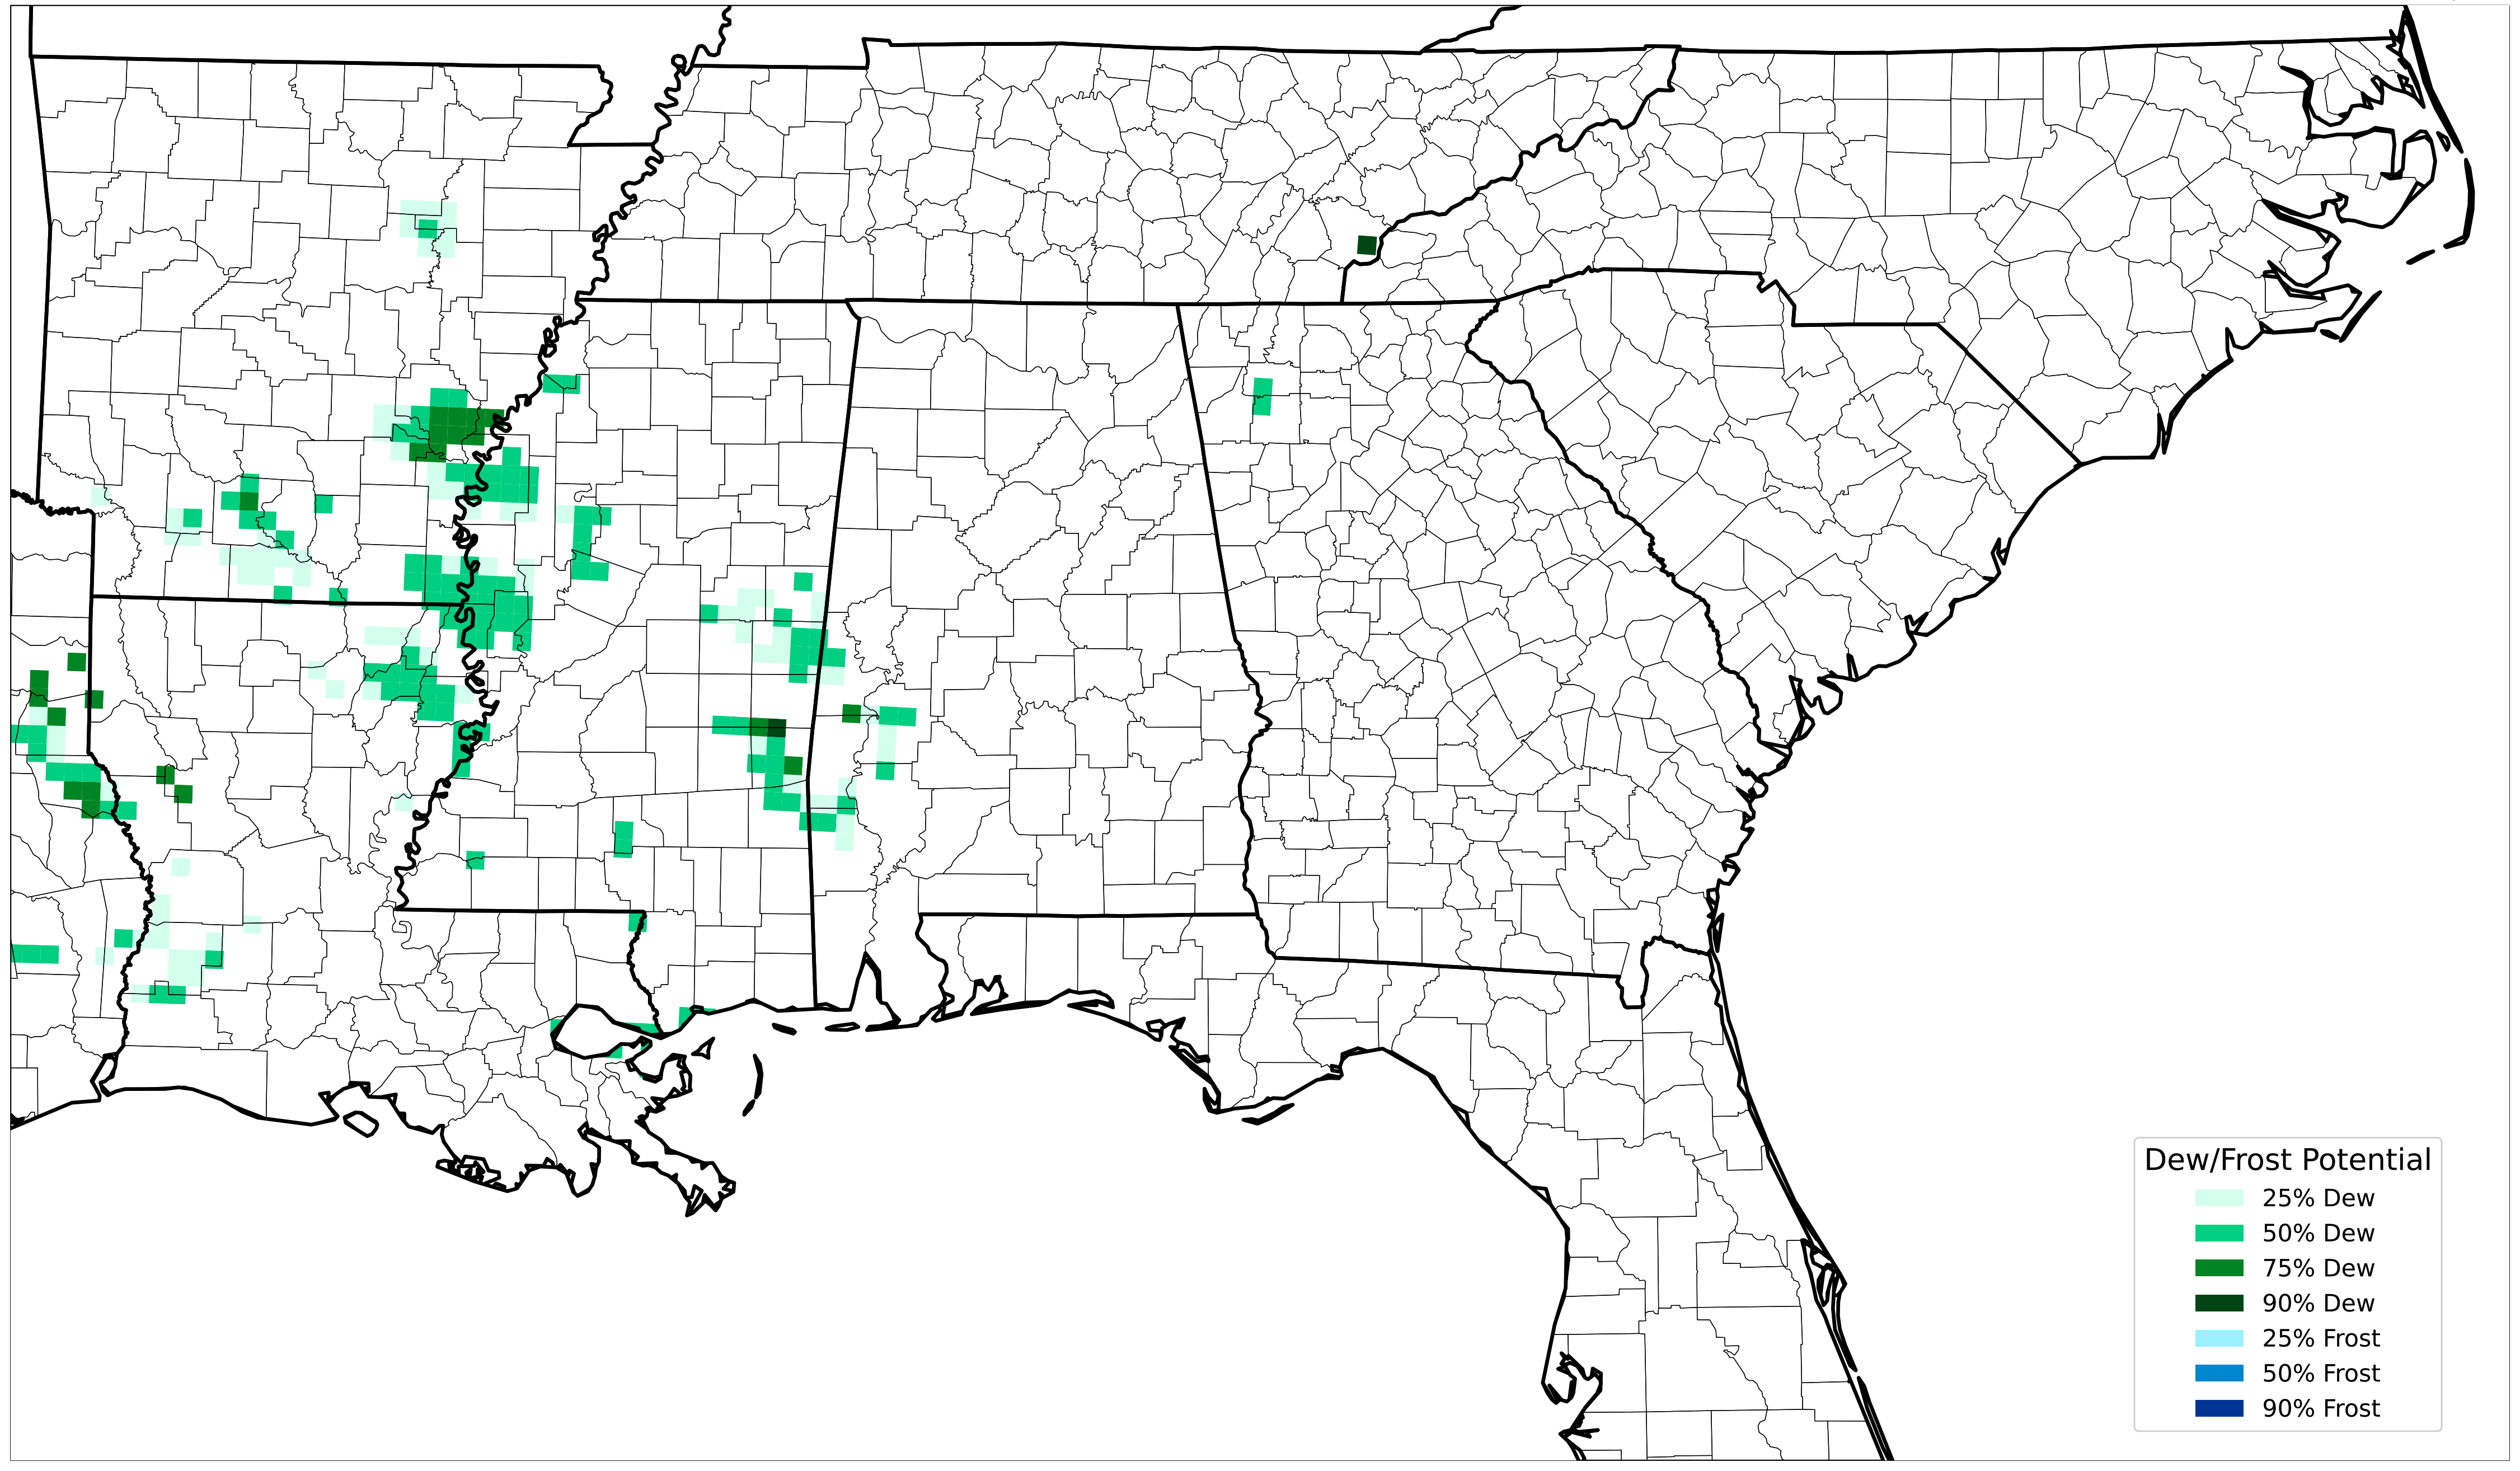 Dew/Frost Potential
25% Dew
50% Dew
75% Dew
90% Dew
25% Frost
50% Frost
90% Frost